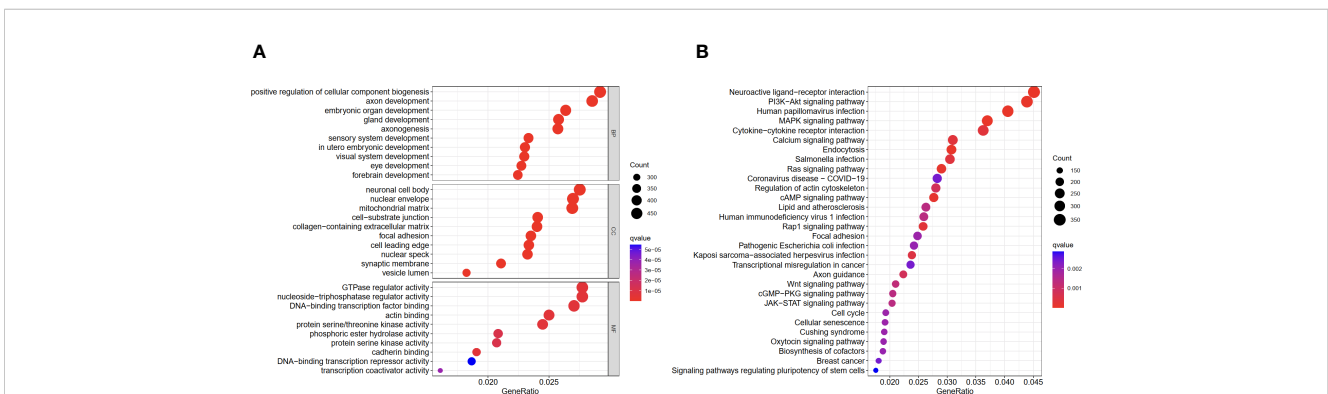 A
positive regulation of cellular component biogenesis
axon development
embryonic organ development
gland development
axonogenesis
sensory system development
in utero embryonic development
visual system development
eye development
forebrain development
BP
neuronal cell body
nuclear envelope
mitochondrial matrix
cell−substrate junction
collagen−containing extracellular matrix
focal adhesion
cell leading edge
nuclear speck
synaptic membrane
vesicle lumen
CC
GTPase regulator activity
nucleoside−triphosphatase regulator activity
DNA−binding transcription factor binding
actin binding
protein serine/threonine kinase activity
phosphoric ester hydrolase activity
protein serine kinase activity
cadherin binding
DNA−binding transcription repressor activity
transcription coactivator activity
MF
0.020 0.025
GeneRatio
Count
300
350
400
450
qvalue
5e−05
4e−05
3e−05
2e−05
1e−05
B
Neuroactive ligand−receptor interaction
PI3K−Akt signaling pathway
Human papillomavirus infection
MAPK signaling pathway
Cytokine−cytokine receptor interaction
Calcium signaling pathway
Endocytosis
Salmonella infection
Ras signaling pathway
Coronavirus disease − COVID−19
Regulation of actin cytoskeleton
cAMP signaling pathway
Lipid and atherosclerosis
Human immunodeficiency virus 1 infection
Rap1 signaling pathway
Focal adhesion
Pathogenic Escherichia coli infection
Kaposi sarcoma−associated herpesvirus infection
Transcriptional misregulation in cancer
Axon guidance
Wnt signaling pathway
cGMP−PKG signaling pathway
JAK−STAT signaling pathway
Cell cycle
Cellular senescence
Cushing syndrome
Oxytocin signaling pathway
Biosynthesis of cofactors
Breast cancer
Signaling pathways regulating pluripotency of stem cells
0.020 0.025 0.030 0.035 0.040 0.045
GeneRatio
Count
150
200
250
300
350
qvalue
0.002
0.001